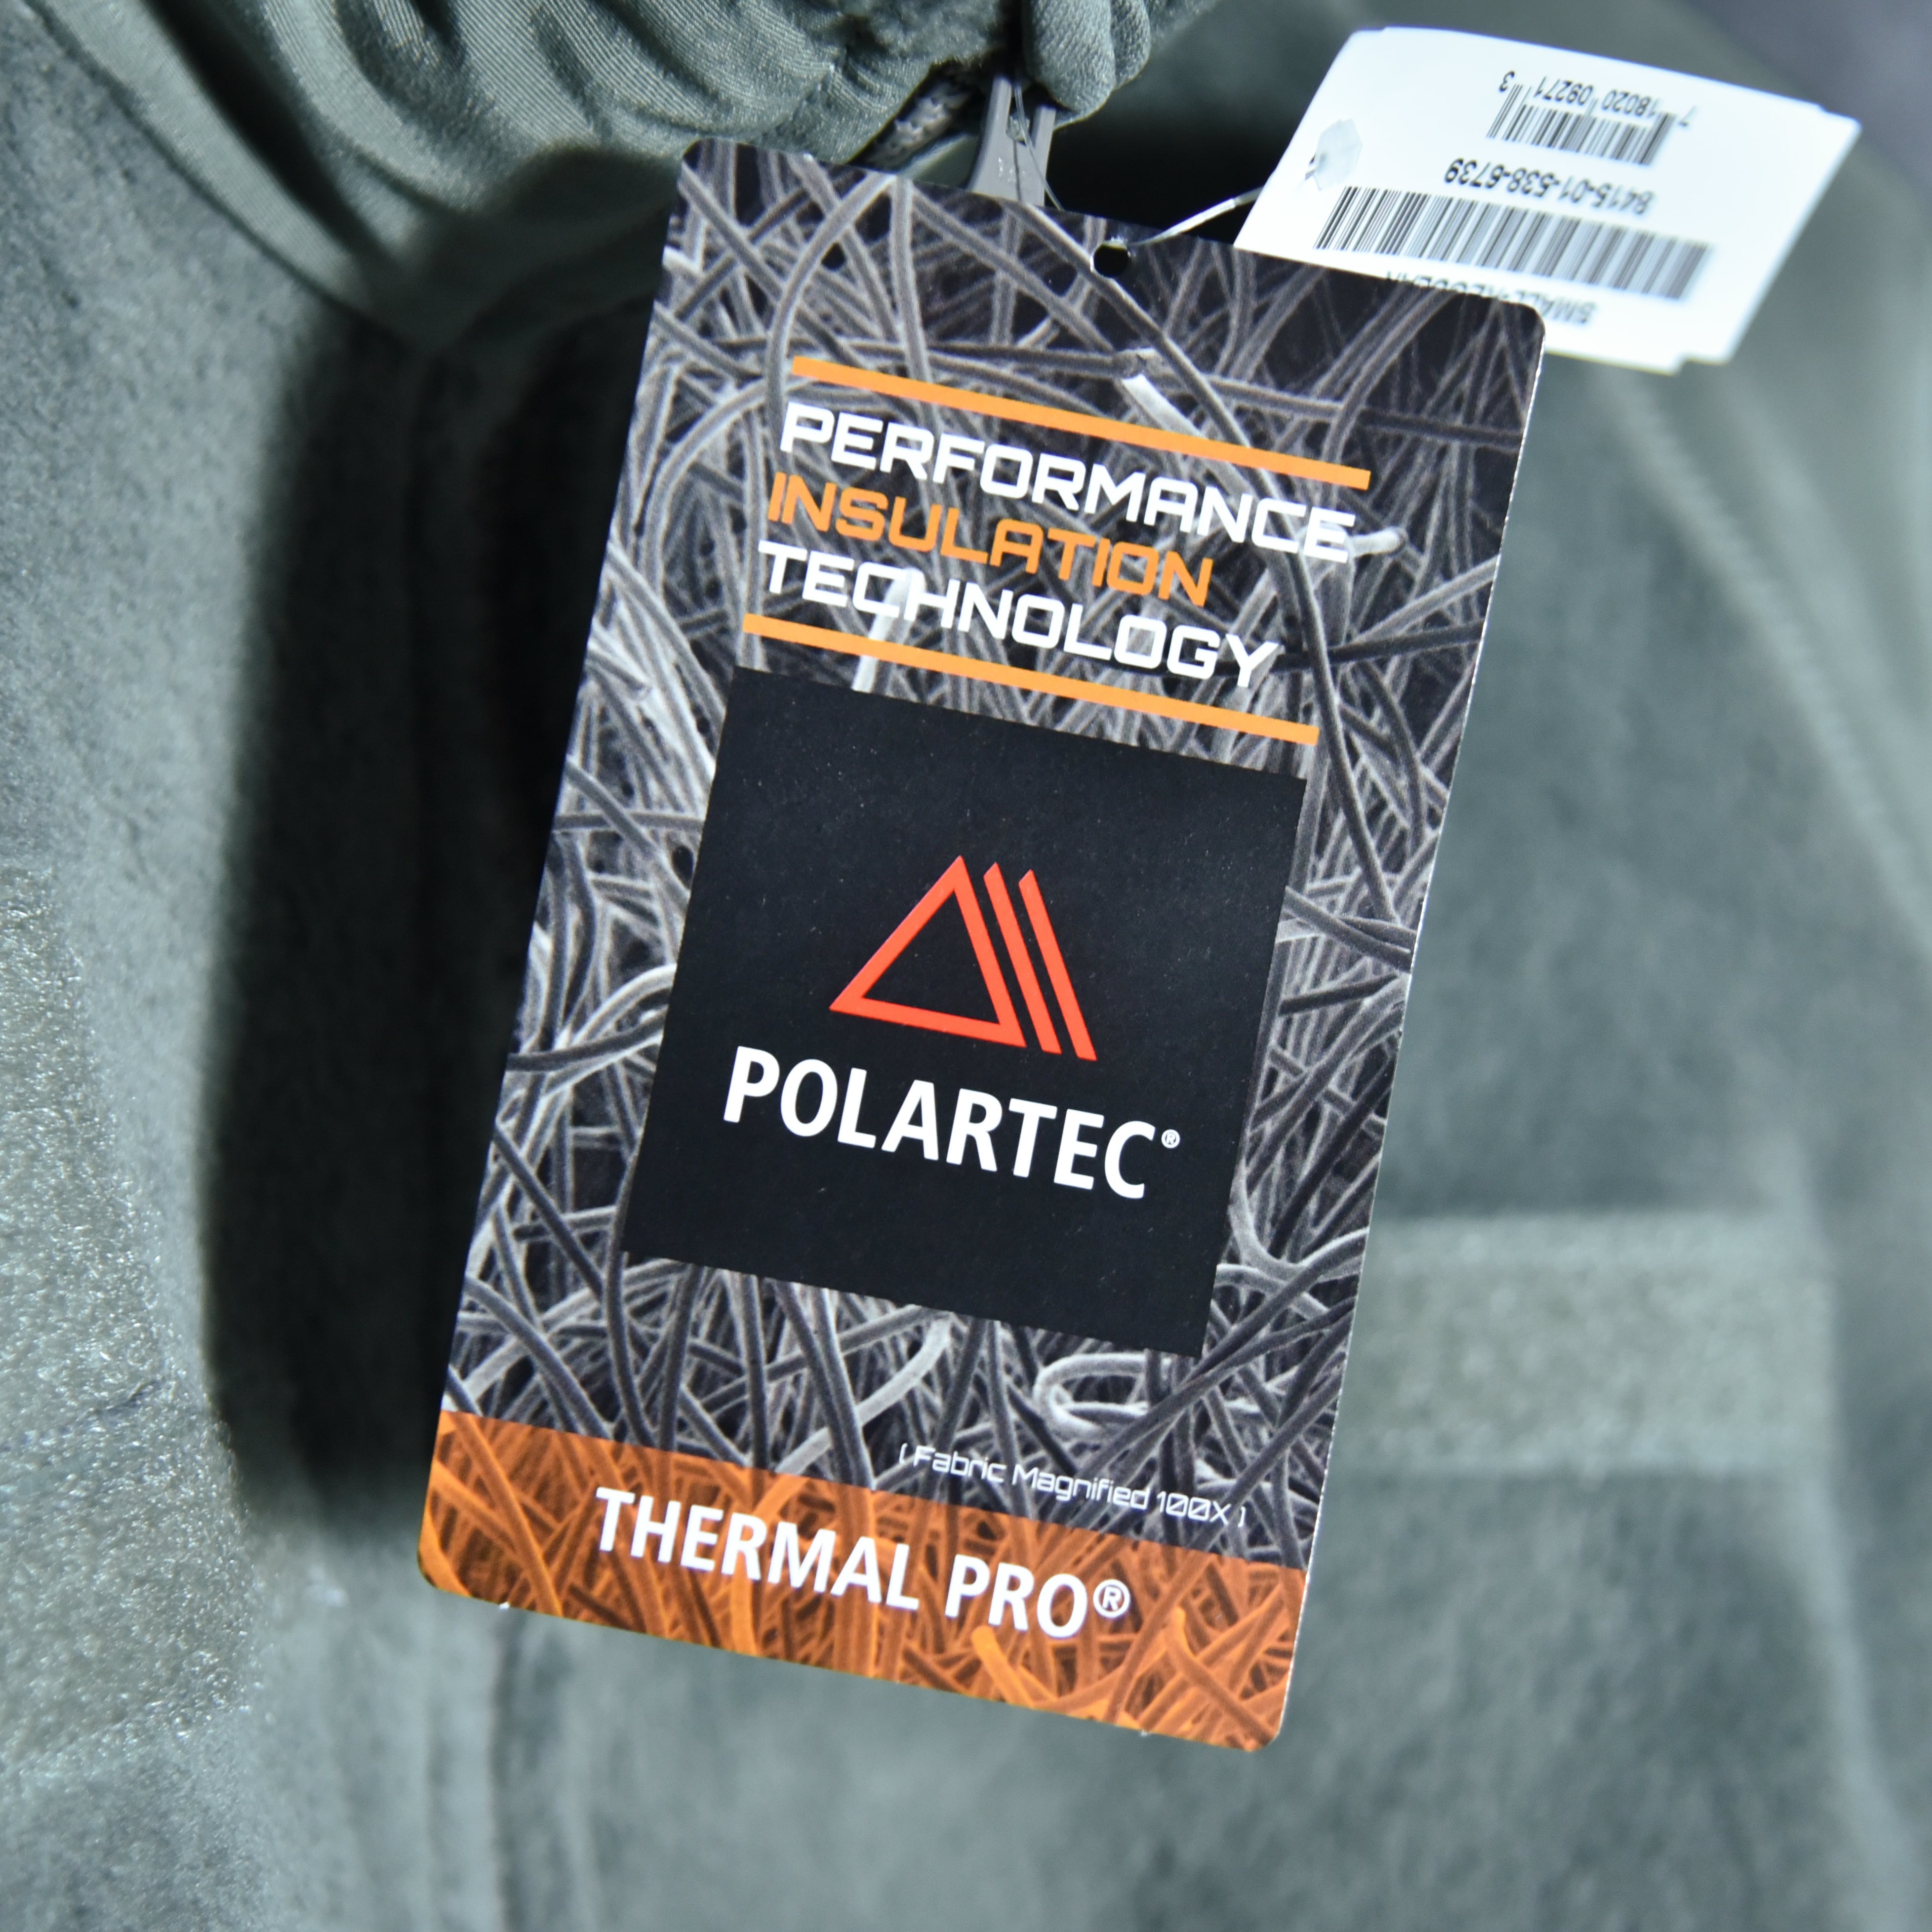 PERFORMANCE
INSULATION
TECHNOLOGY
POLARTEC®
( Fabric Magnified 100X )
THERMAL PRO®
7 18020 09271 3
8415-01-538-6739